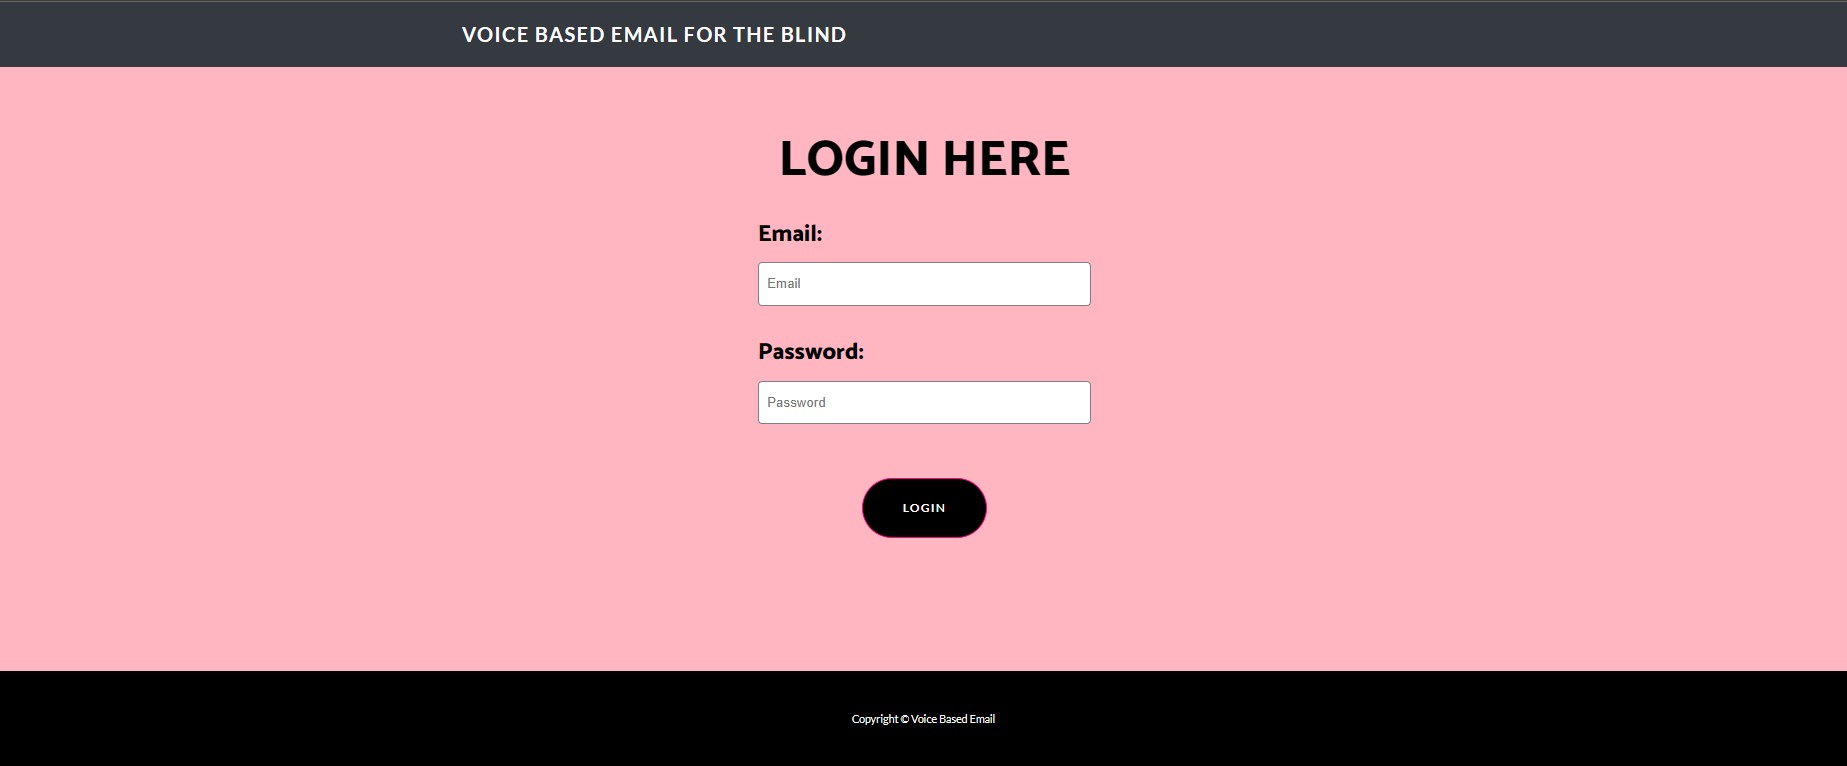 VOICE BASED EMAIL FOR THE BLIND
LOGIN HERE
Email:
Email
Password:
Password
LOGIN
Copyright © Voice Based Email